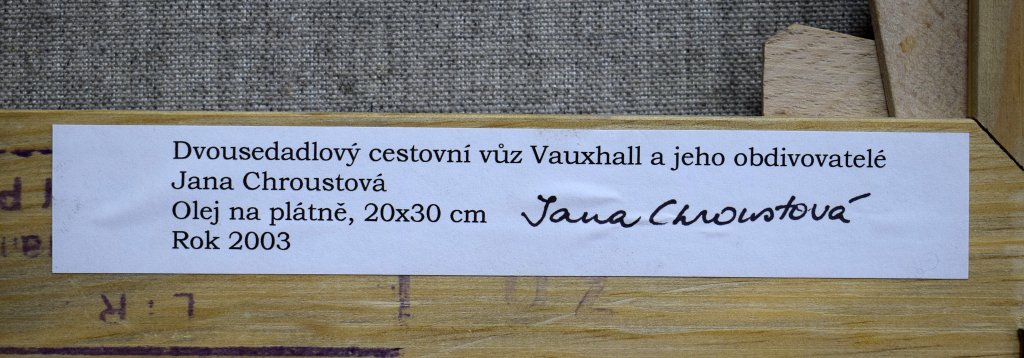 Dvousedadlový cestovní vůz Vauxhall a jeho obdivovatelé
Jana Chroustová
Olej na plátně, 20x30 cm
Jana Chroustová
Rok 2003